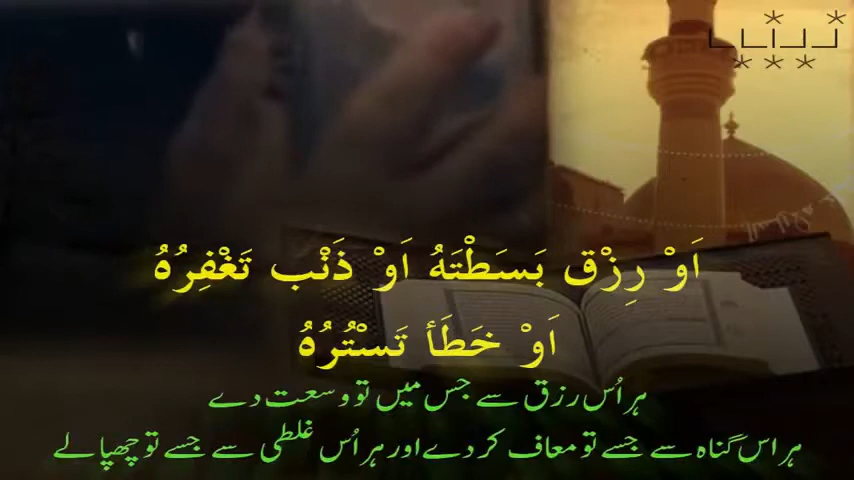 اَوْ رِزْق بَسَطْتَهُ اَوْ ذَنْب تَغْفِرُهُ
اَوْ خَطَأ تَسْتُرُهُ
ہر اُس رزق سے جس میں تو وسعت دے
ہر اس گناہ سے جسے تو معاف کر دے اور ہر اُس غلطی سے جسے تو چھپا لے